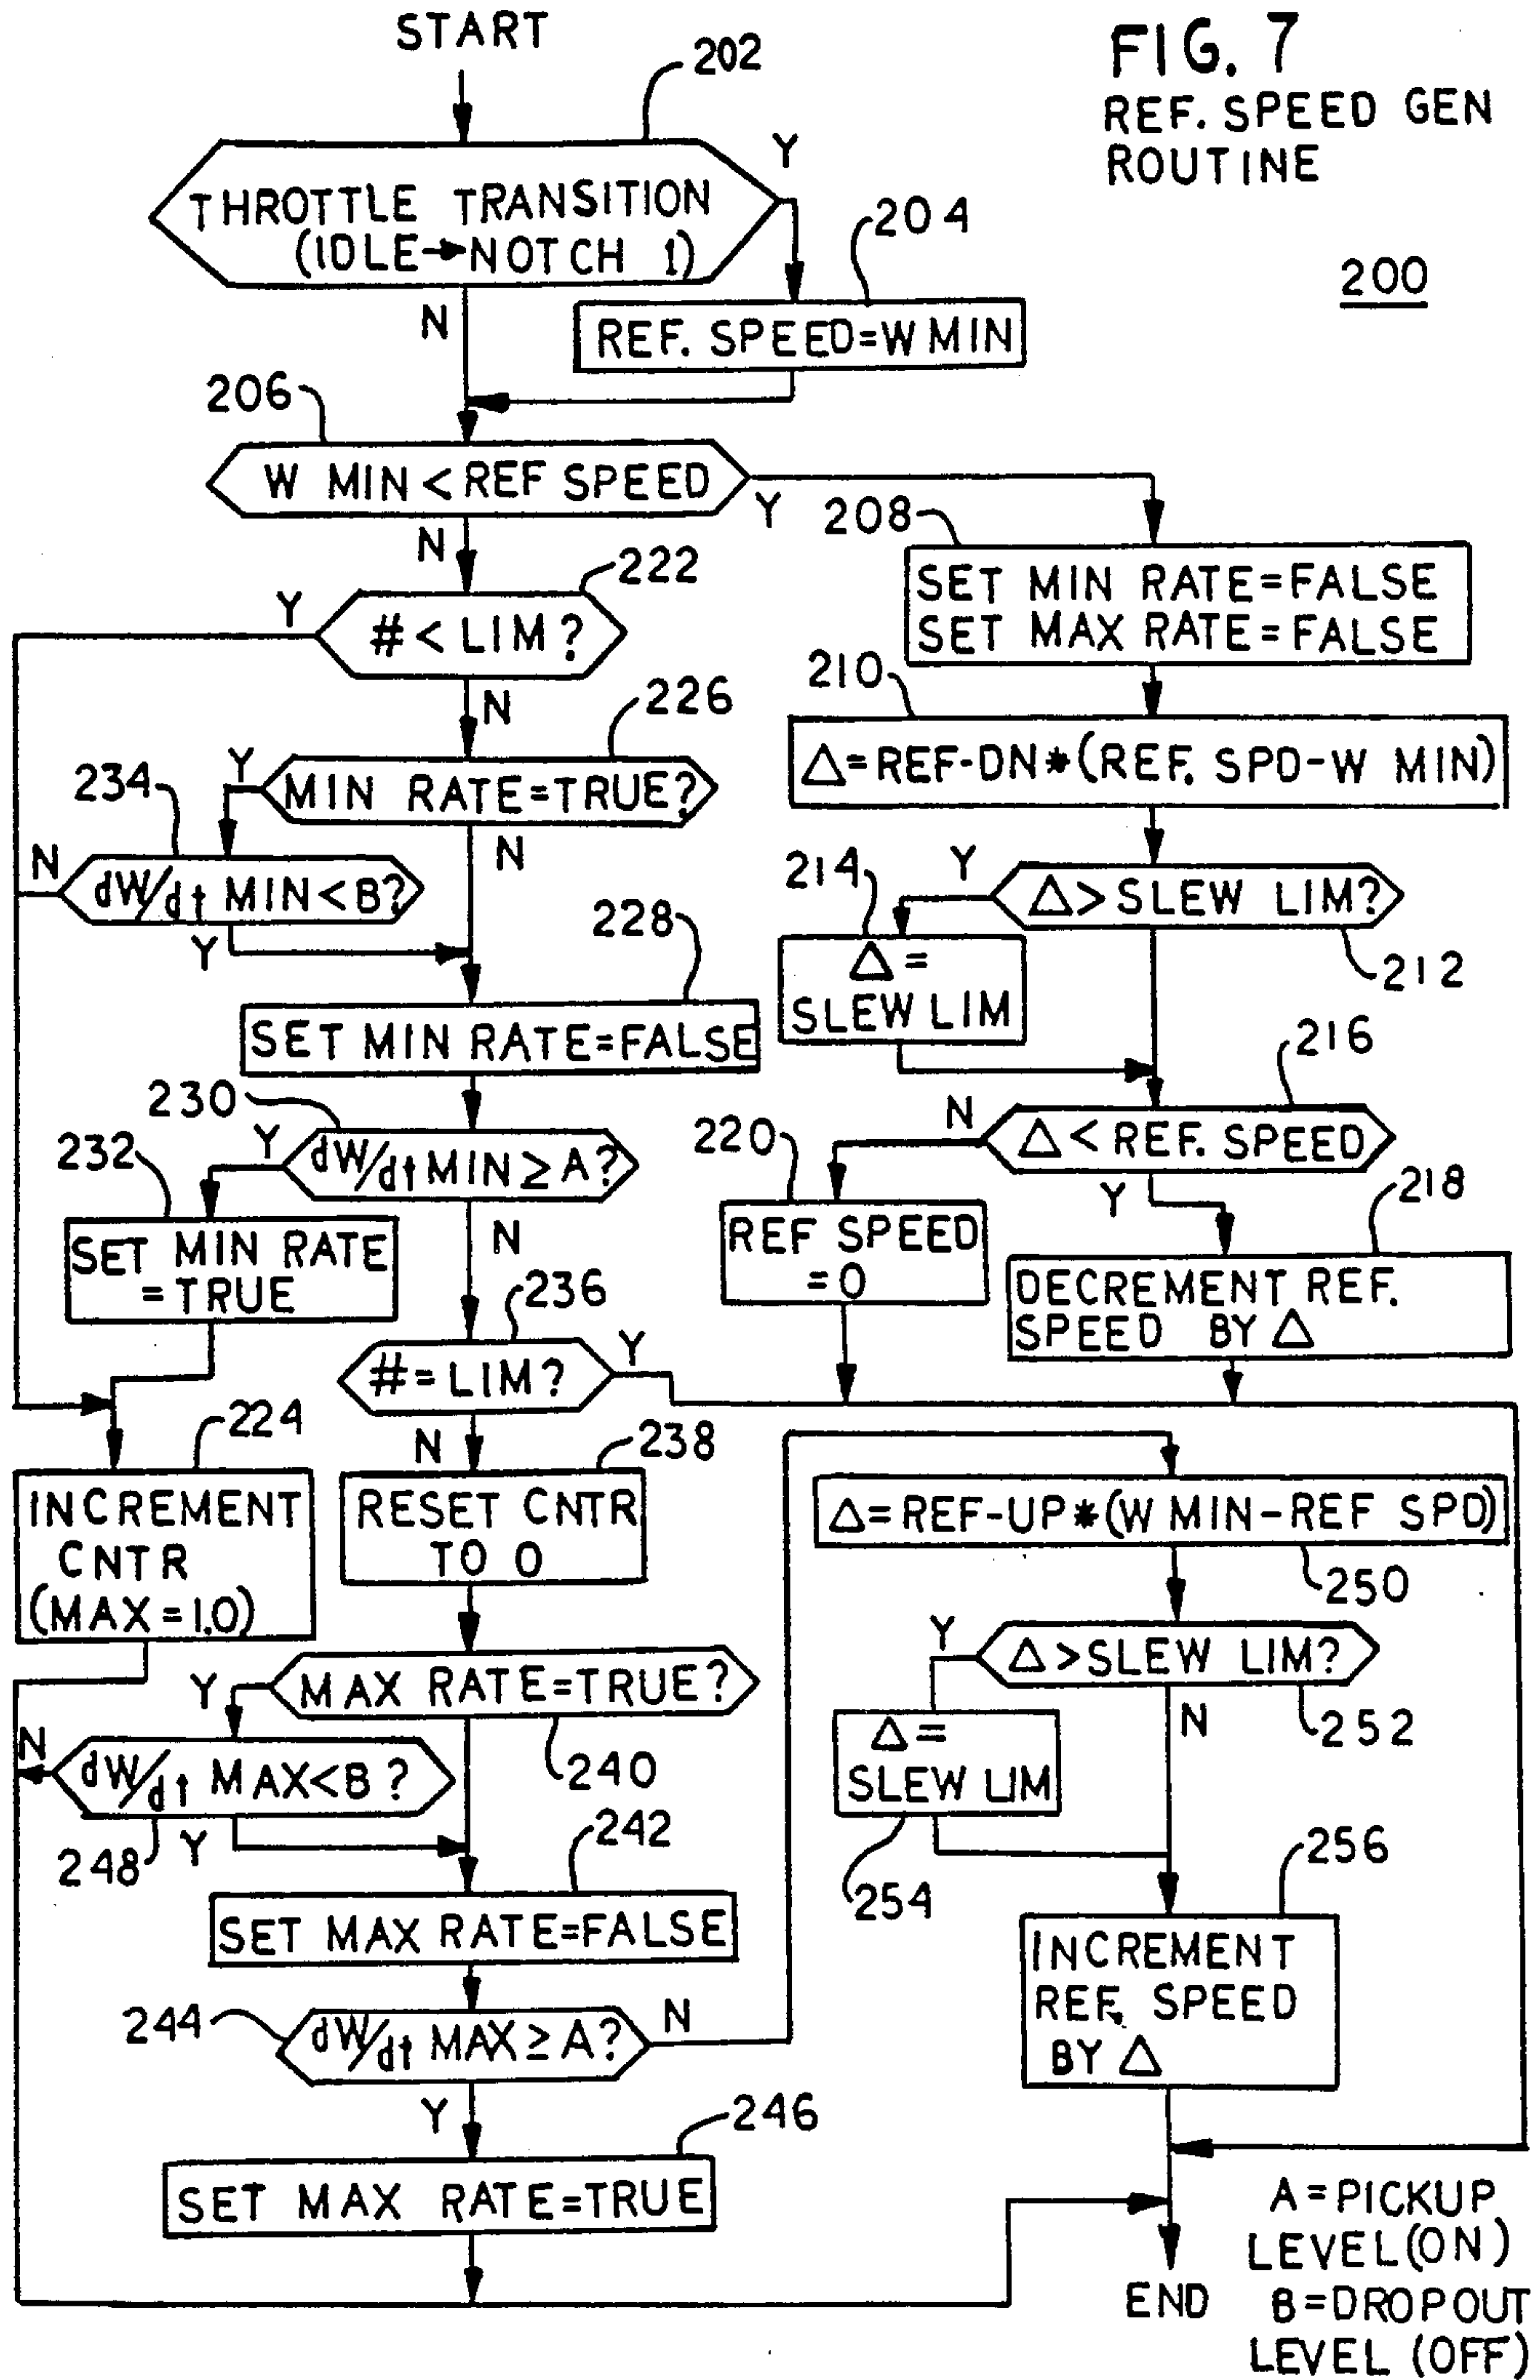 START
FIG. 7
REF. SPEED GEN
ROUTINE
200
202
THROTTLE TRANSITION
(IDLE→NOTCH 1)
Y
N
204
REF. SPEED=W MIN
206
W MIN < REF SPEED
Y
N
208
SET MIN RATE=FALSE
SET MAX RATE=FALSE
222
# < LIM?
Y
N
210
Δ=REF-DN*(REF. SPD-W MIN)
226
MIN RATE=TRUE?
Y
N
234
dW/dt MIN<B?
N
Y
Δ>SLEW LIM?
Y
212
214
Δ=
SLEW LIM
228
SET MIN RATE=FALSE
216
Δ< REF. SPEED
N
Y
230
dW/dt MIN≥A?
Y
N
232
SET MIN RATE
=TRUE
220
REF SPEED
=0
218
DECREMENT REF.
SPEED BY Δ
236
#=LIM?
Y
N
224
INCREMENT
CNTR
(MAX=1.0)
238
RESET CNTR
TO 0
Δ=REF-UP*(W MIN-REF SPD)
250
MAX RATE=TRUE?
Y
240
Δ>SLEW LIM?
Y
N
252
dW/dt MAX<B?
N
Y
248
Δ=
SLEW LIM
254
242
SET MAX RATE=FALSE
256
INCREMENT
REF. SPEED
BY Δ
244
dW/dt MAX≥A?
N
Y
246
SET MAX RATE=TRUE
END
A=PICKUP
LEVEL(ON)
B=DROPOUT
LEVEL (OFF)